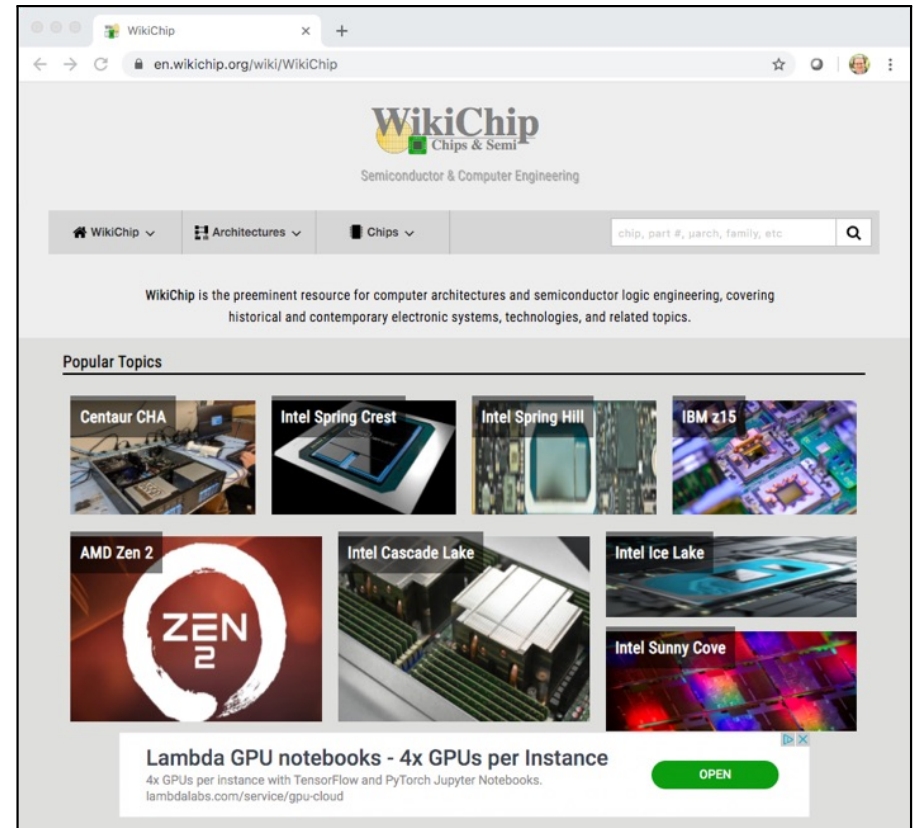 WikiChip
en.wikichip.org/wiki/WikiChip
WikiChip
Chips & Semi
Semiconductor & Computer Engineering
WikiChip
Architectures
Chips
chip, part #, µarch, family, etc
WikiChip is the preeminent resource for computer architectures and semiconductor logic engineering, covering
historical and contemporary electronic systems, technologies, and related topics.
Popular Topics
Centaur CHA
Intel Spring Crest
Intel Spring Hill
IBM z15
AMD Zen 2
Intel Cascade Lake
Intel Ice Lake
ZEN
2
Intel Sunny Cove
Lambda GPU notebooks - 4x GPUs per Instance
4x GPUs per instance with TensorFlow and PyTorch Jupyter Notebooks.
lambdalabs.com/service/gpu-cloud
OPEN